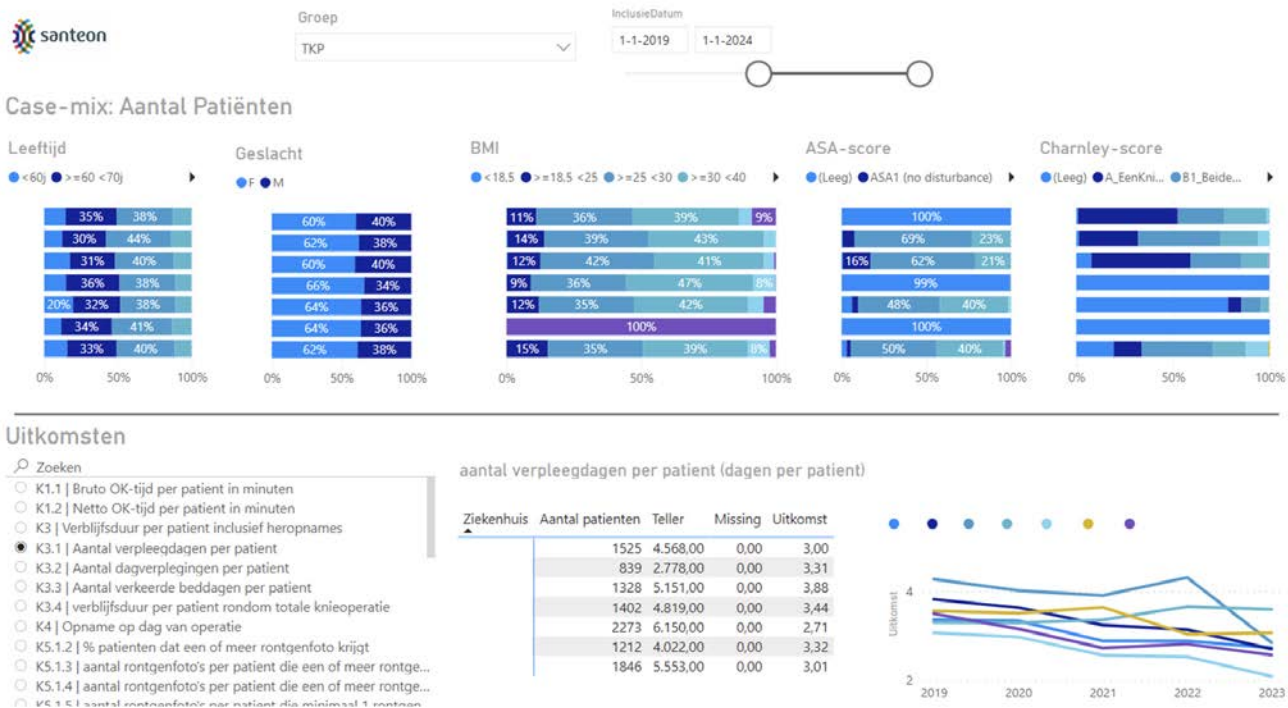 santeon
Groep
TKP
InclusieDatum
1-1-2019 1-1-2024
Case-mix: Aantal Patiënten
Leeftijd
<60j >=60 <70j
35% 38%
30% 44%
31% 40%
36% 38%
20% 32% 38%
34% 41%
33% 40%
0% 50% 100%
Geslacht
F M
60% 40%
62% 38%
60% 40%
66% 34%
64% 36%
64% 36%
62% 38%
0% 50% 100%
BMI
<18.5 >=18.5 <25 >=25 <30 >=30 <40
11% 36% 39% 9%
14% 39% 43%
12% 42% 41%
9% 36% 47% 8%
12% 35% 42%
100%
15% 35% 39% 8%
0% 50% 100%
ASA-score
(Leeg) ASA1 (no disturbance)
100%
69% 23%
16% 62% 21%
99%
48% 40%
100%
50% 40%
0% 50% 100%
Charnley-score
(Leeg) A_EenKni... B1_Beide...
0% 50% 100%
Uitkomsten
Zoeken
K1.1 | Bruto OK-tijd per patient in minuten
K1.2 | Netto OK-tijd per patient in minuten
K3 | Verblijfsduur per patient inclusief heropnames
K3.1 | Aantal verpleegdagen per patient
K3.2 | Aantal dagverplegingen per patient
K3.3 | Aantal verkeerde beddagen per patient
K3.4 | verblijfsduur per patient rondom totale knieoperatie
K4 | Opname op dag van operatie
K5.1.2 | % patienten dat een of meer rontgenfoto krijgt
K5.1.3 | aantal rontgenfoto's per patient die een of meer rontge...
K5.1.4 | aantal rontgenfoto's per patient die een of meer rontge...
K5.1.5 | aantal rontgenfoto's per patient die minimaal 1 rontgen
aantal verpleegdagen per patient (dagen per patient)
Ziekenhuis Aantal patienten Teller Missing Uitkomst
1525 4.568,00 0,00 3,00
839 2.778,00 0,00 3,31
1328 5.151,00 0,00 3,88
1402 4.819,00 0,00 3,44
2273 6.150,00 0,00 2,71
1212 4.022,00 0,00 3,32
1846 5.553,00 0,00 3,01
Uitkomst
4
2
2019 2020 2021 2022 2023